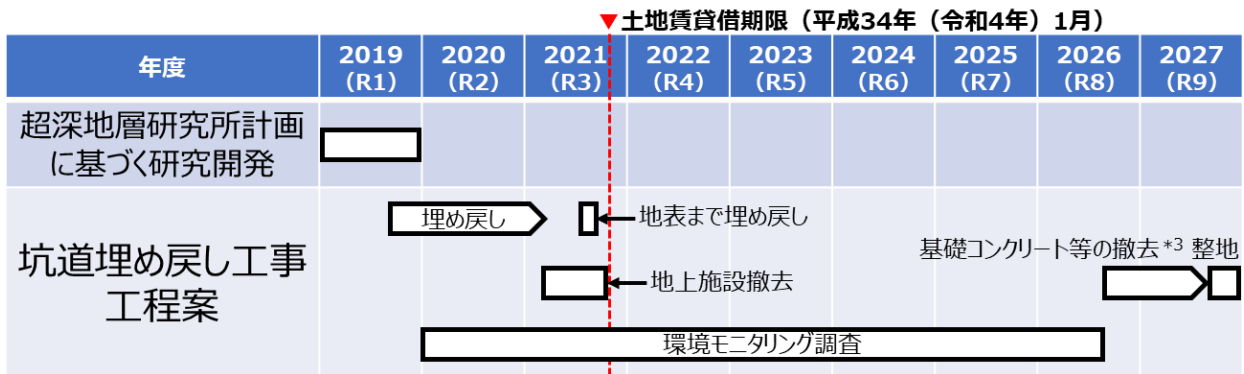 ▼土地賃貸借期限（平成34年（令和4年）1月）
年度 2019 2020 2021 2022 2023 2024 2025 2026 2027
(R1) (R2) (R3) (R4) (R5) (R6) (R7) (R8) (R9)
超深地層研究所計画
に基づく研究開発
坑道埋め戻し工事
工程案
埋め戻し
地表まで埋め戻し
基礎コンクリート等の撤去*3 整地
地上施設撤去
環境モニタリング調査